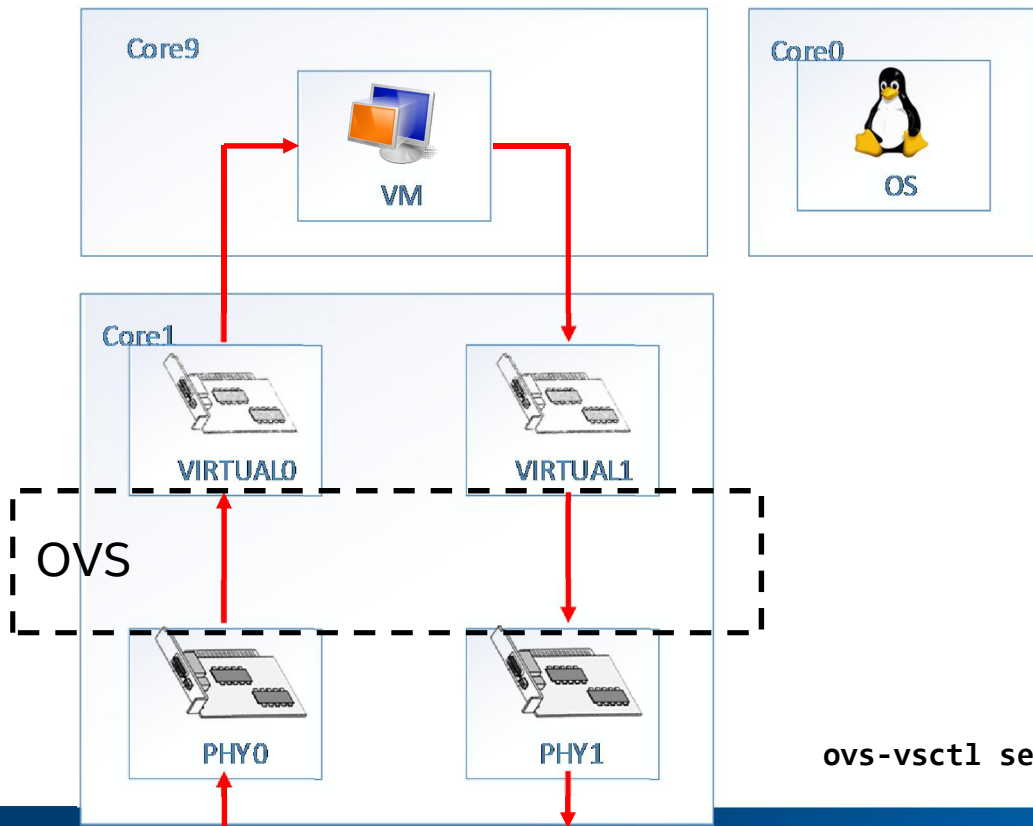 Core9
Core0
VM
OS
Core1
VIRTUAL0
VIRTUAL1
OVS
PHY0
PHY1
ovs-vsctl se